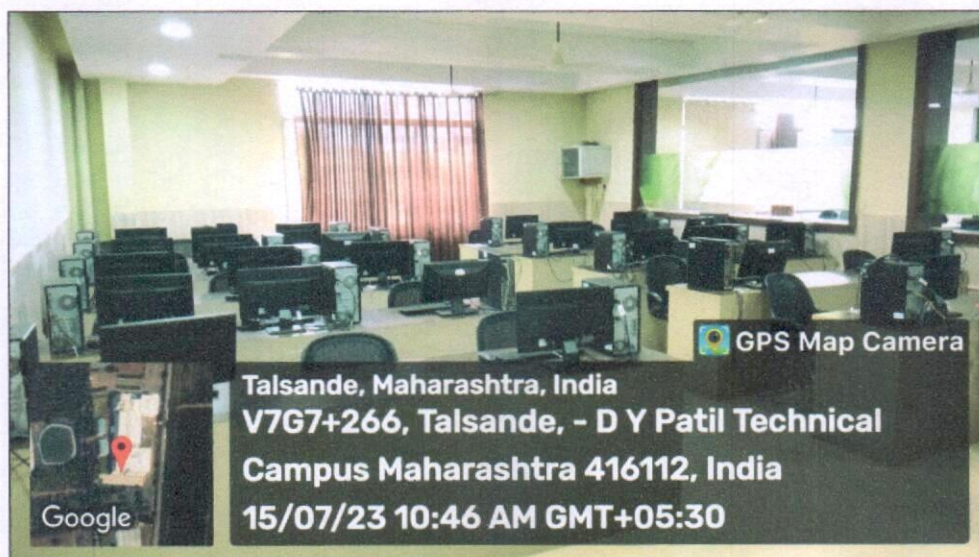 GPS Map Camera
Talsande, Maharashtra, India
V7G7+266, Talsande, - D Y Patil Technical
Campus Maharashtra 416112, India
15/07/23 10:46 AM GMT+05:30
Google